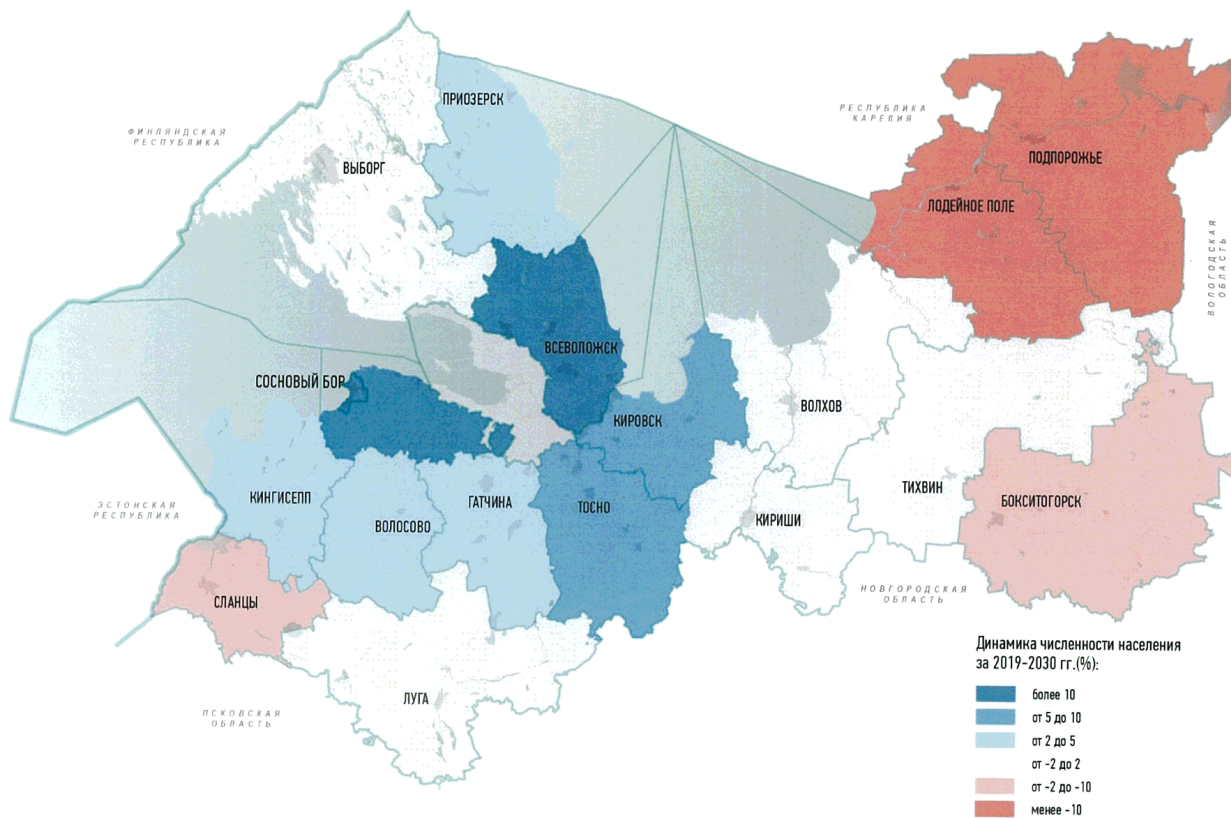 ПРИОЗЕРСК
РЕСПУБЛИКА
КАРЕЛИЯ
ФИНЛЯНДСКАЯ
РЕСПУБЛИКА
ВЫБОРГ
ПОДПОРОЖЬЕ
ЛОДЕЙНОЕ ПОЛЕ
ВОЛОГОДСКАЯ
ОБЛАСТЬ
ВСЕВОЛОЖСК
СОСНОВЫЙ БОР
КИРОВСК
ВОЛХОВ
КИНГИСЕПП
ГАТЧИНА
ТИХВИН
БОКСИТОГОРСК
ЭСТОНСКАЯ
РЕСПУБЛИКА
ВОЛОСОВО
ТОСНО
КИРИШИ
СЛАНЦЫ
НОВГОРОДСКАЯ
ОБЛАСТЬ
ЛУГА
ПСКОВСКАЯ
ОБЛАСТЬ
Динамика численности населения
за 2019-2030 гг.(%):
более 10
от 5 до 10
от 2 до 5
от -2 до 2
от -2 до -10
менее -10